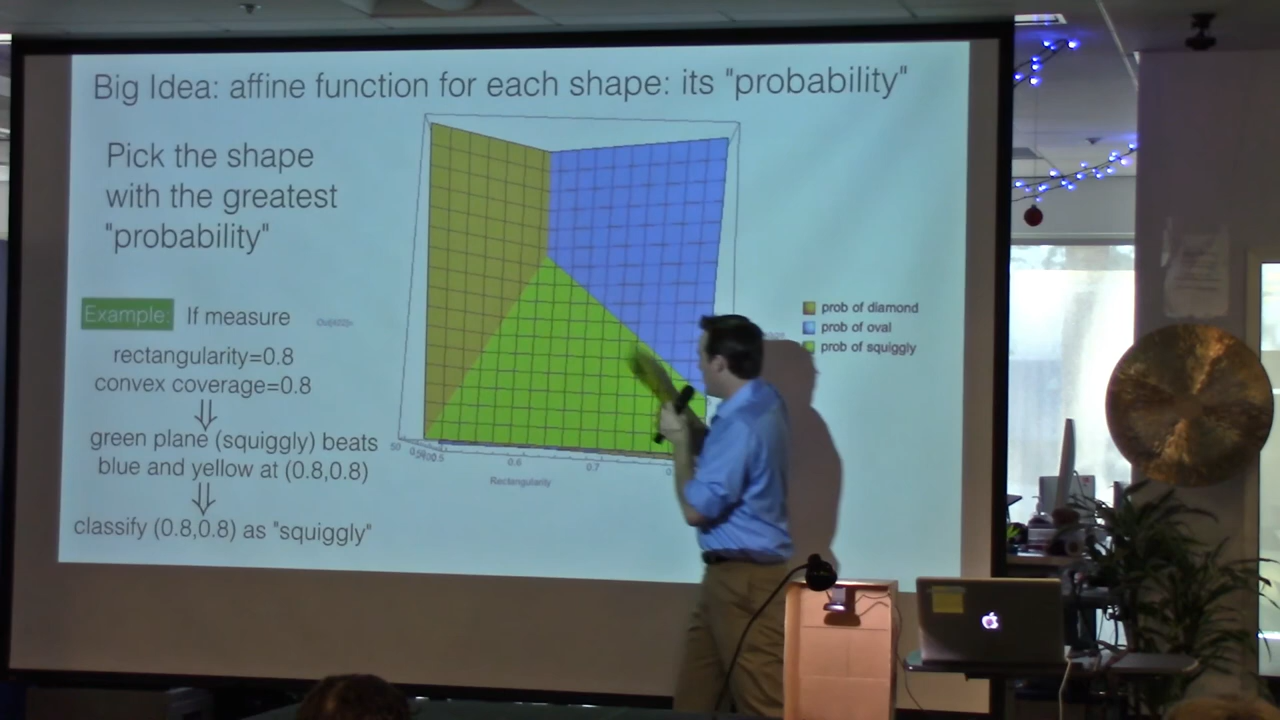 Big Idea: affine function for each shape: its "probability"
Pick the shape
with the greatest
"probability"
Example: If measure
rectangularity=0.8
convex coverage=0.8
green plane (squiggly) beats
blue and yellow at (0.8,0.8)
classify (0.8,0.8) as "squiggly"
prob of diamond
prob of oval
prob of squiggly
0.6
0.7
Rectangularity